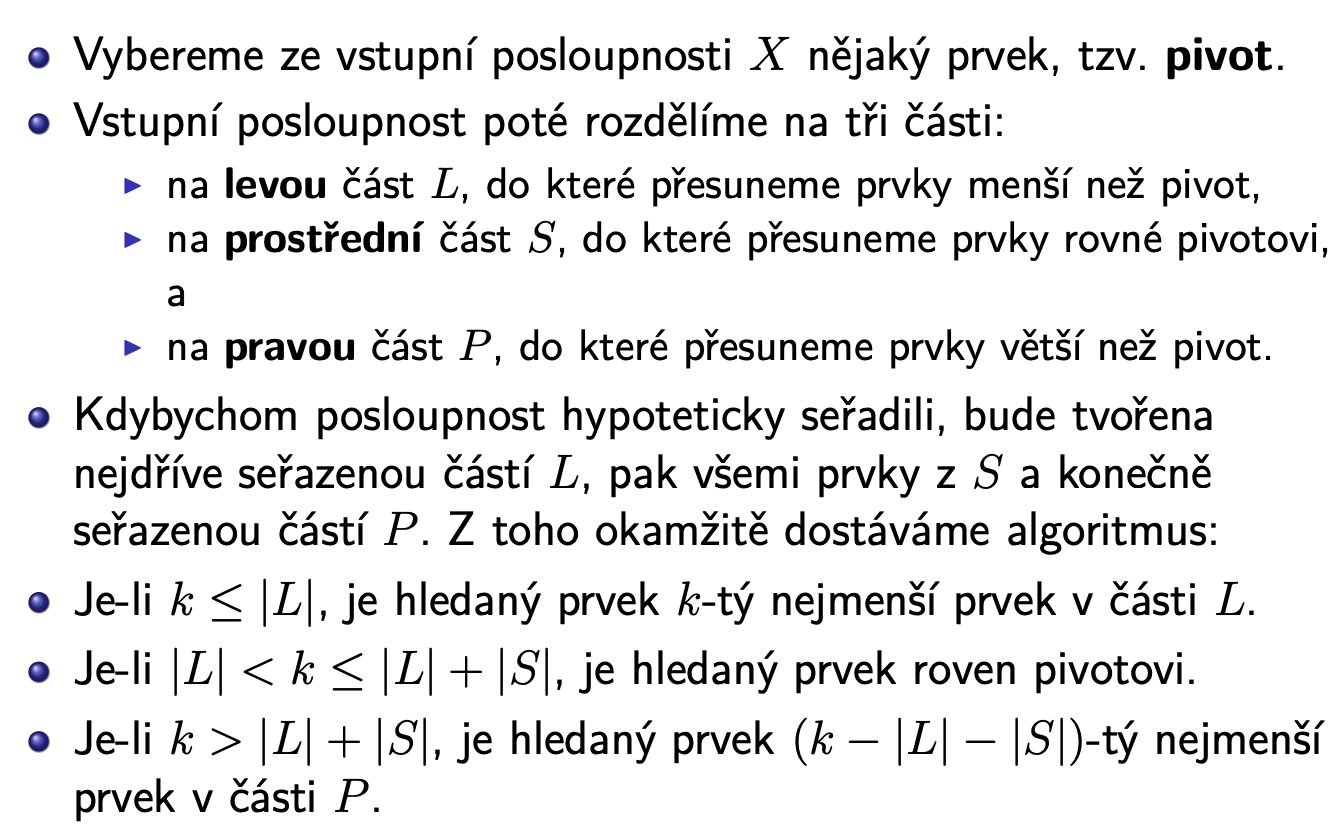 Vybereme ze vstupní posloupnosti X nějaký prvek, tzv. pivot.
Vstupní posloupnost poté rozdělíme na tři části:
na levou část L, do které přesuneme prvky menší než pivot,
na prostřední část S, do které přesuneme prvky rovné pivotovi,
a
na pravou část P, do které přesuneme prvky větší než pivot.
Kdybychom posloupnost hypoteticky seřadili, bude tvořena
nejdříve seřazenou částí L, pak všemi prvky z S a konečně
seřazenou částí P. Z toho okamžitě dostáváme algoritmus:
Je-li k ≤ |L|, je hledaný prvek k-tý nejmenší prvek v části L.
Je-li |L| < k ≤ |L| + |S|, je hledaný prvek roven pivotovi.
Je-li k > |L| + |S|, je hledaný prvek (k − |L| − |S|)-tý nejmenší
prvek v části P.